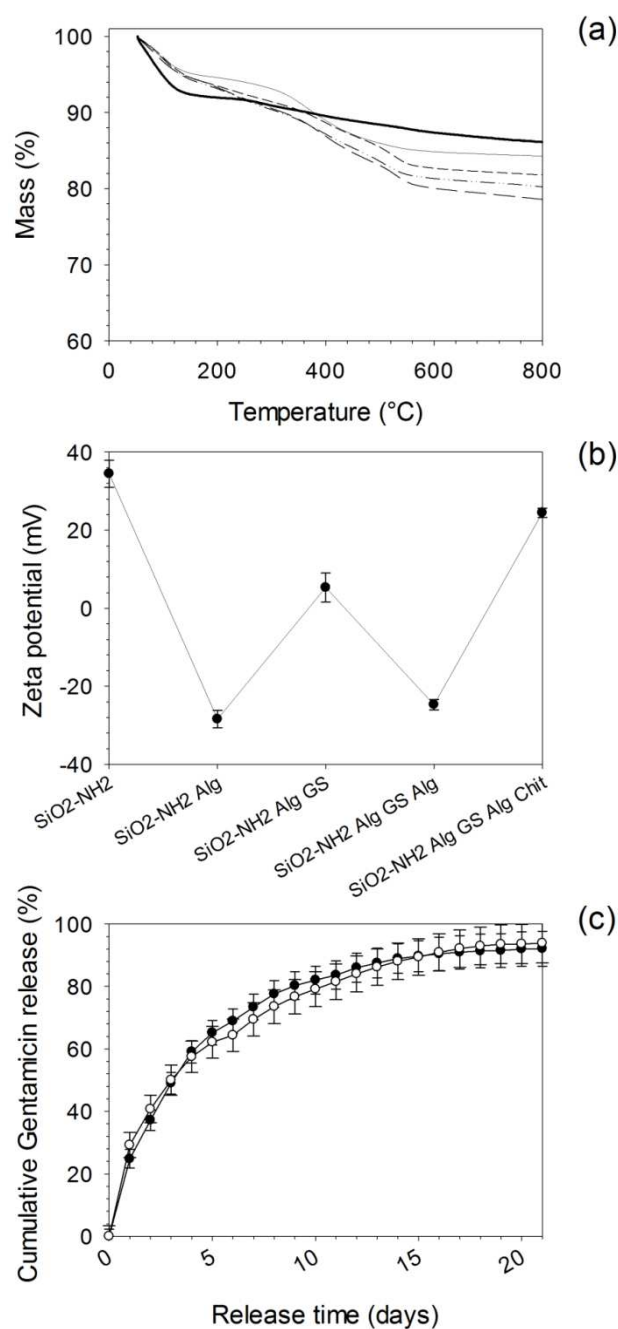 (a)
100
90
80
70
60
Mass (%)
0 200 400 600 800
Temperature (°C)
(b)
40
20
0
-20
-40
Zeta potential (mV)
SiO2-NH2
SiO2-NH2 Alg
SiO2-NH2 Alg GS
SiO2-NH2 Alg GS Alg
SiO2-NH2 Alg GS Alg Chit
(c)
100
80
60
40
20
0
Cumulative Gentamicin release (%)
0 5 10 15 20
Release time (days)